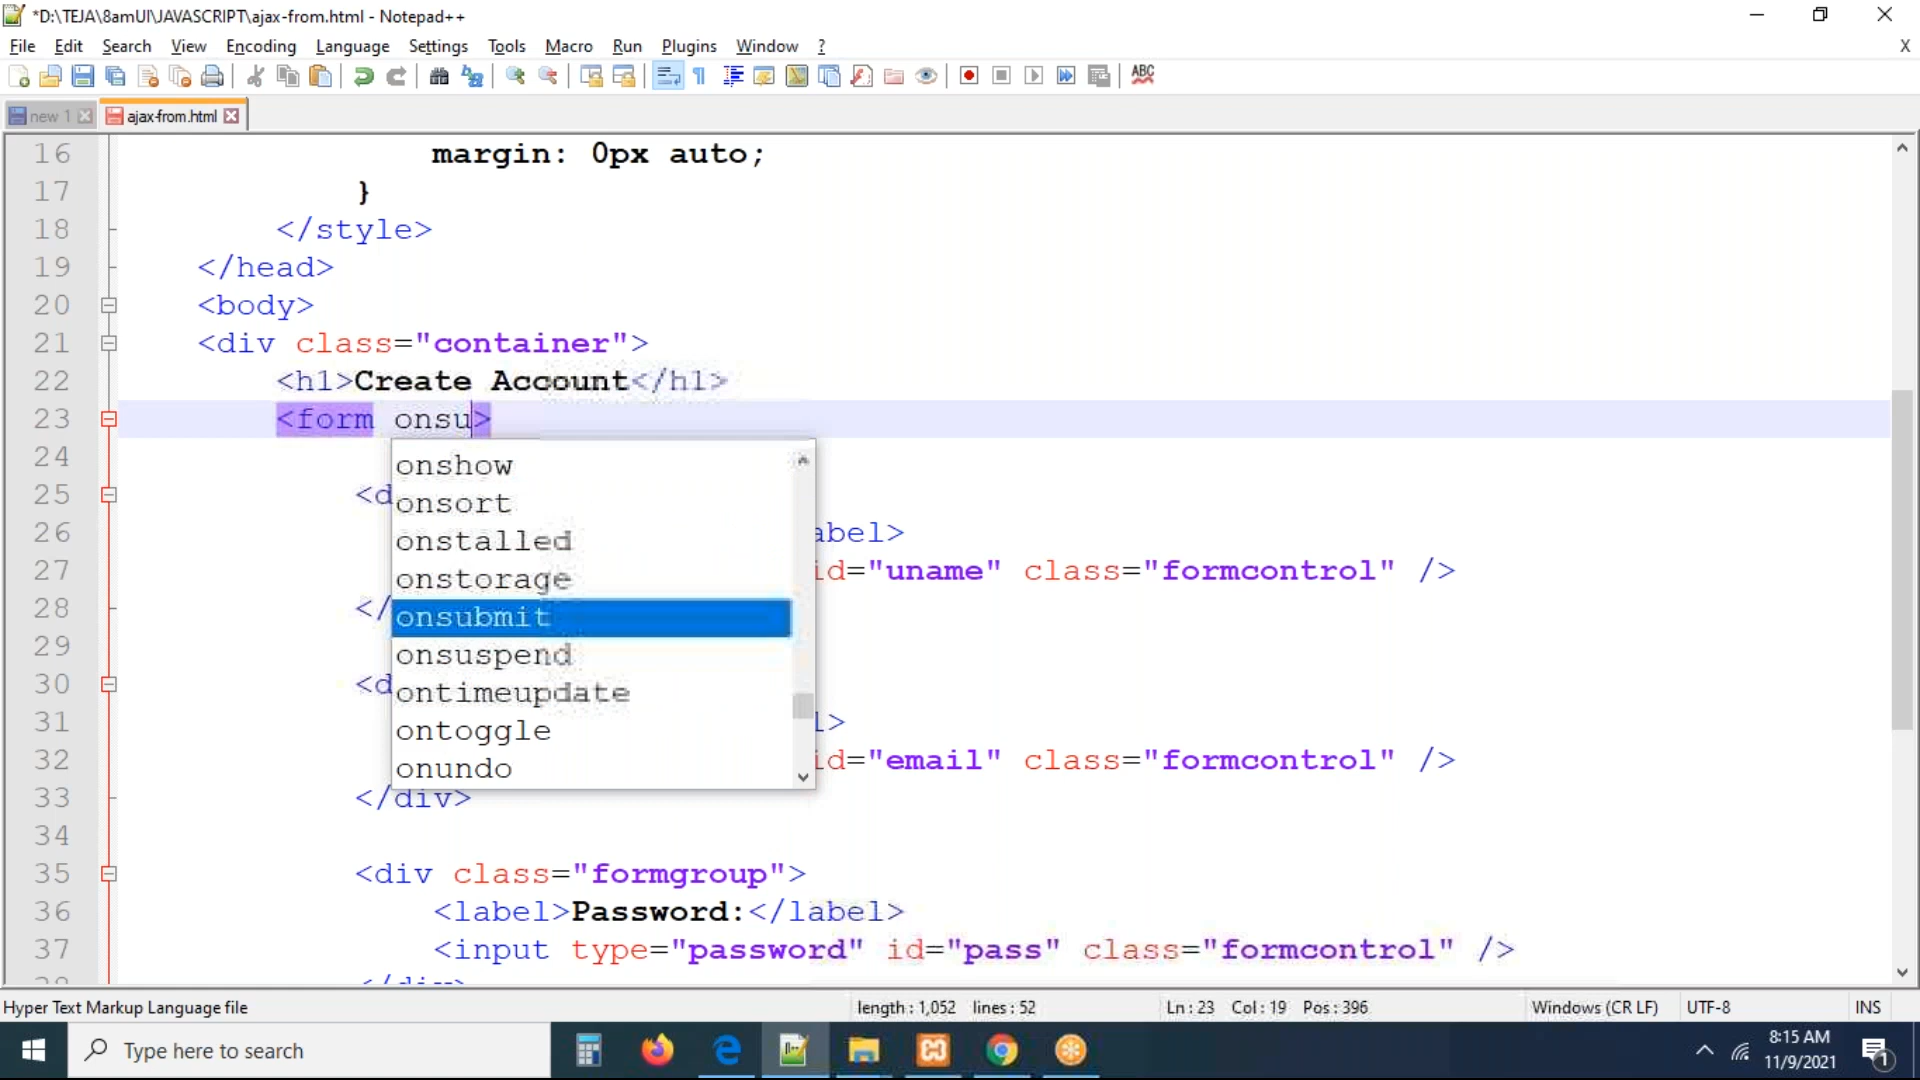 *D:\TEJA\8amUI\JAVASCRIPT\ajax-from.html - Notepad++
File Edit Search View Encoding Language Settings Tools Macro Run Plugins Window ? X
ABC
new 1 ajax-from.html
16 margin: 0px auto;
17 }
18 </style>
19 </head>
20 <body>
21 <div class="container">
22 <h1>Create Account</h1>
23 <form onsu>
24
onshow
25 <d
onsort
26 abel>
onstalled
27 id="uname" class="formcontrol" />
onstorage
28 </
onsubmit
29
onsuspend
30 <d
ontimeupdate
31 l>
ontoggle
32 id="email" class="formcontrol" />
onundo
33 </div>
34
35 <div class="formgroup">
36 <label>Password:</label>
37 <input type="password" id="pass" class="formcontrol" />
38 </div>
Hyper Text Markup Language file length : 1,052 lines : 52 Ln : 23 Col : 19 Pos : 396 Windows (CR LF) UTF-8 INS
Type here to search
8:15 AM
11/9/2021
1